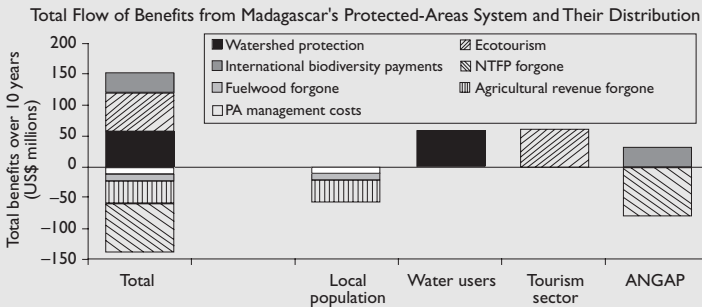 Total Flow of Benefits from Madagascar's Protected-Areas System and Their Distribution
Total benefits over 10 years
(US$ millions)
200
150
100
50
0
−50
−100
−150
Watershed protection
Ecotourism
International biodiversity payments
NTFP forgone
Fuelwood forgone
Agricultural revenue forgone
PA management costs
Total
Local
population
Water users
Tourism
sector
ANGAP